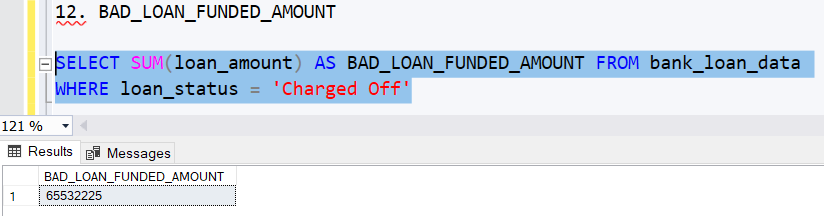 12. BAD_LOAN_FUNDED_AMOUNT
SELECT SUM(loan_amount) AS BAD_LOAN_FUNDED_AMOUNT FROM bank_loan_data
WHERE loan_status = 'Charged Off'
121 %
Results Messages
BAD_LOAN_FUNDED_AMOUNT
1 65532225